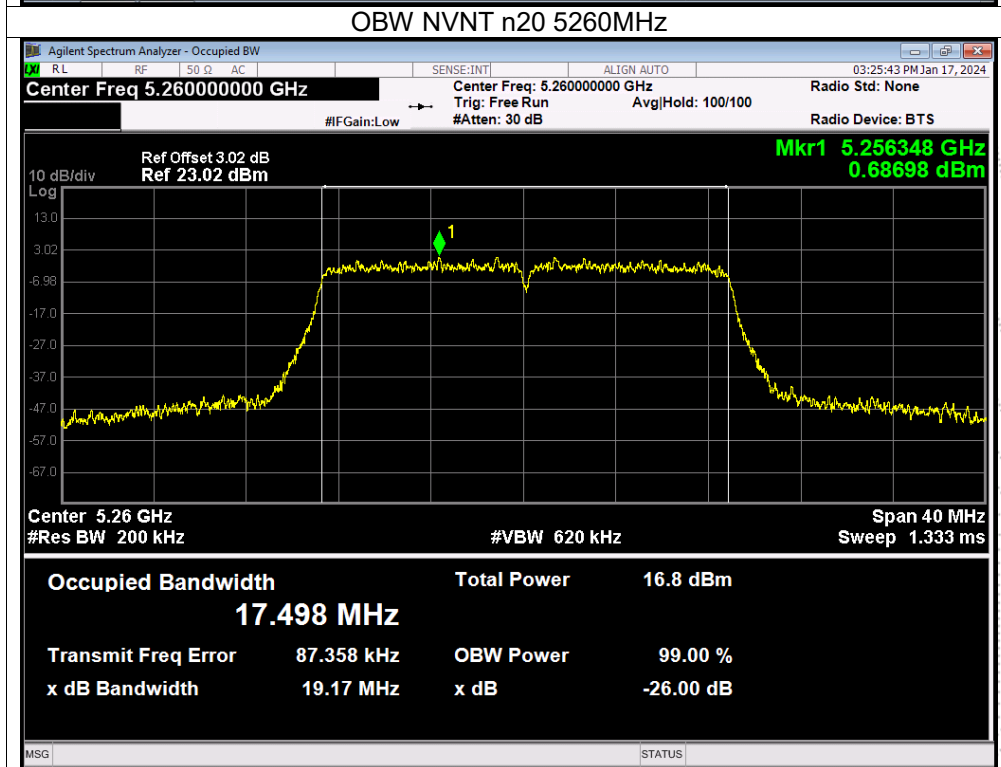 OBW NVNT n20 5260MHz
Agilent Spectrum Analyzer - Occupied BW
LXI RL RF 50 Ω AC SENSE:INT ALIGN AUTO 03:25:43 PM Jan 17, 2024
Center Freq 5.260000000 GHz Center Freq: 5.260000000 GHz Radio Std: None
Trig: Free Run Avg|Hold: 100/100
#IFGain:Low #Atten: 30 dB Radio Device: BTS
Mkr1 5.256348 GHz
0.68698 dBm
Ref Offset 3.02 dB
10 dB/div Ref 23.02 dBm
Log
13.0
1
3.02
-6.98
-17.0
-27.0
-37.0
-47.0
-57.0
-67.0
Center 5.26 GHz Span 40 MHz
#Res BW 200 kHz #VBW 620 kHz Sweep 1.333 ms
Occupied Bandwidth Total Power 16.8 dBm
17.498 MHz
Transmit Freq Error 87.358 kHz OBW Power 99.00 %
x dB Bandwidth 19.17 MHz x dB -26.00 dB
MSG STATUS